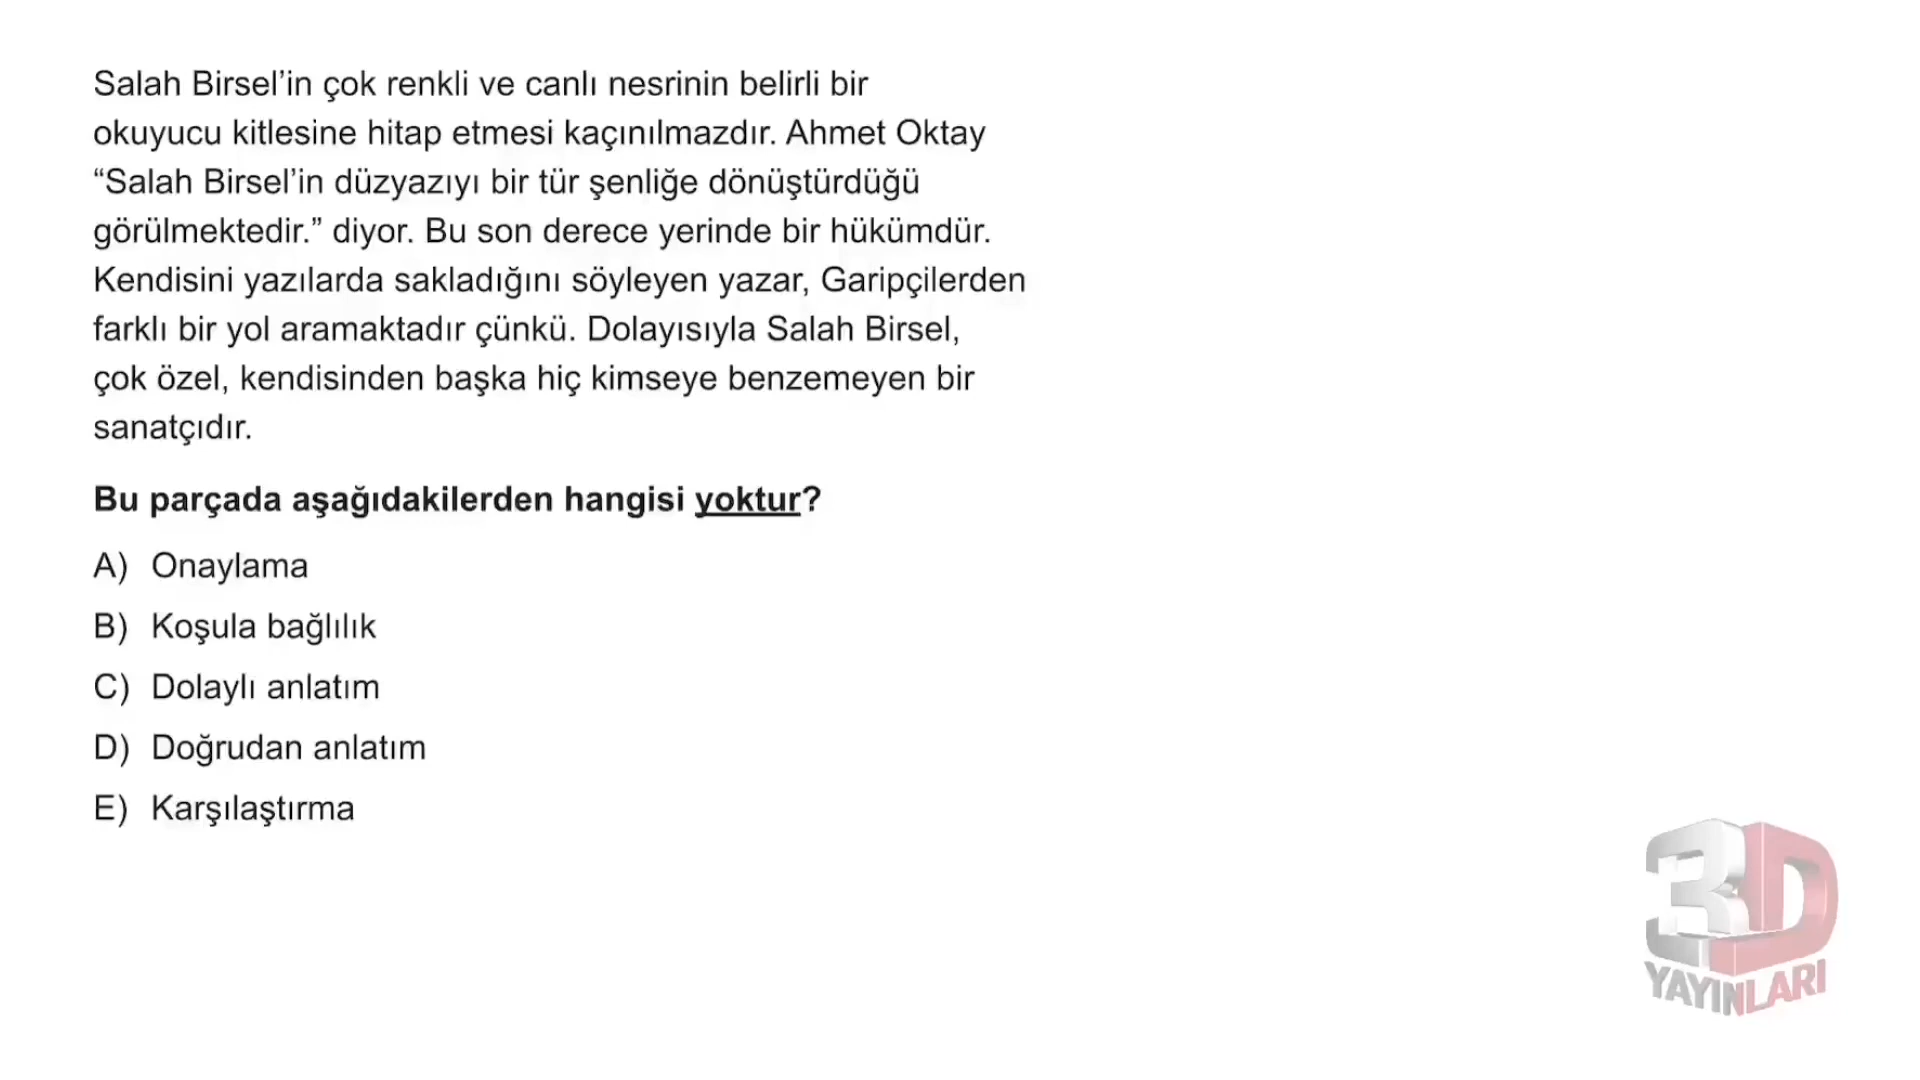 Salah Birsel’in çok renkli ve canlı nesrinin belirli bir
okuyucu kitlesine hitap etmesi kaçınılmazdır. Ahmet Oktay
“Salah Birsel’in düzyazıyı bir tür şenliğe dönüştürdüğü
görülmektedir.” diyor. Bu son derece yerinde bir hükümdür.
Kendisini yazılarda sakladığını söyleyen yazar, Garipçilerden
farklı bir yol aramaktadır çünkü. Dolayısıyla Salah Birsel,
çok özel, kendisinden başka hiç kimseye benzemeyen bir
sanatçıdır.
Bu parçada aşağıdakilerden hangisi yoktur?
A) Onaylama
B) Koşula bağlılık
C) Dolaylı anlatım
D) Doğrudan anlatım
E) Karşılaştırma
3D
YAYINLARI